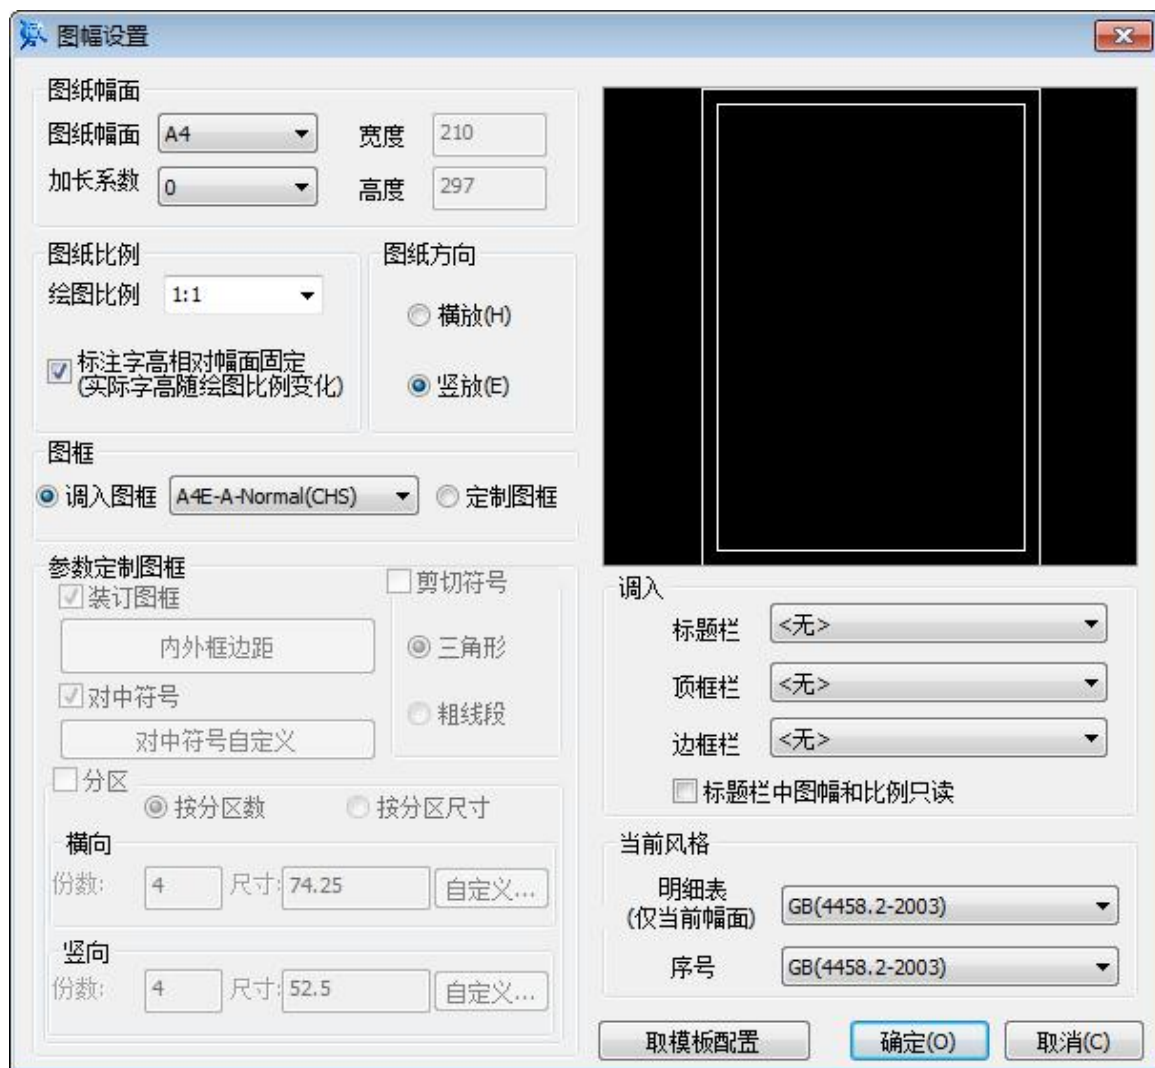 图幅设置
图纸幅面
图纸幅面 A4 宽度 210
加长系数 0 高度 297
图纸比例
绘图比例 1:1
标注字高相对幅面固定
(实际字高随绘图比例变化)
图纸方向
横放(H)
竖放(E)
图框
调入图框 A4E-A-Normal(CHS) 定制图框
参数定制图框
装订图框
内外框边距
对中符号
对中符号自定义
剪切符号
三角形
粗线段
分区
按分区数 按分区尺寸
横向
份数: 4 尺寸: 74.25 自定义...
竖向
份数: 4 尺寸: 52.5 自定义...
调入
标题栏 <无>
顶框栏 <无>
边框栏 <无>
标题栏中图幅和比例只读
当前风格
明细表
(仅当前幅面) GB(4458.2-2003)
序号 GB(4458.2-2003)
取模板配置 确定(O) 取消(C)